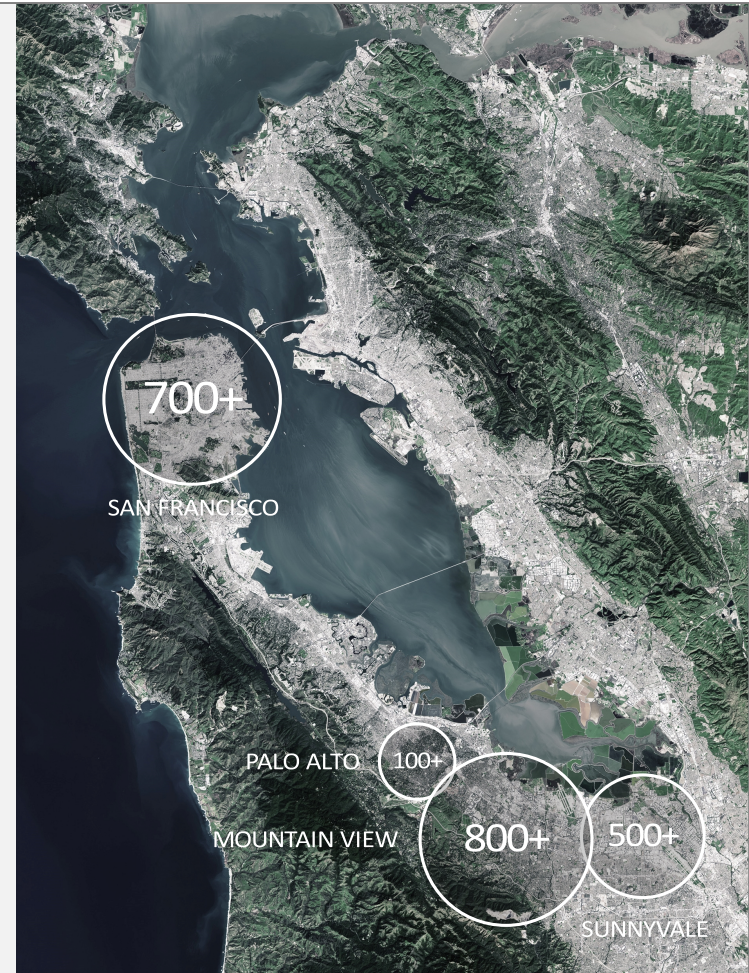 700+
SAN FRANCISCO
PALO ALTO
100+
MOUNTAIN VIEW
800+
500+
SUNNYVALE